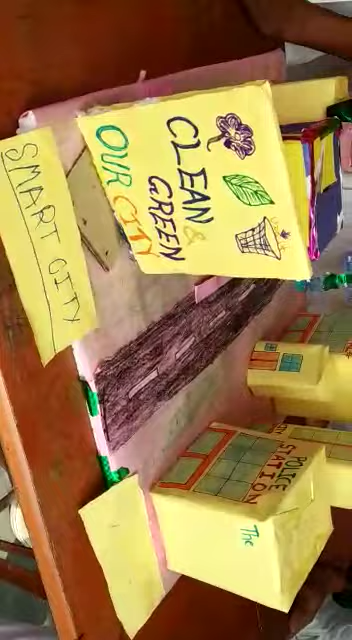 CLEAN &
GREEN
OUR CITY
SMART CITY
POLICE
STATION
The